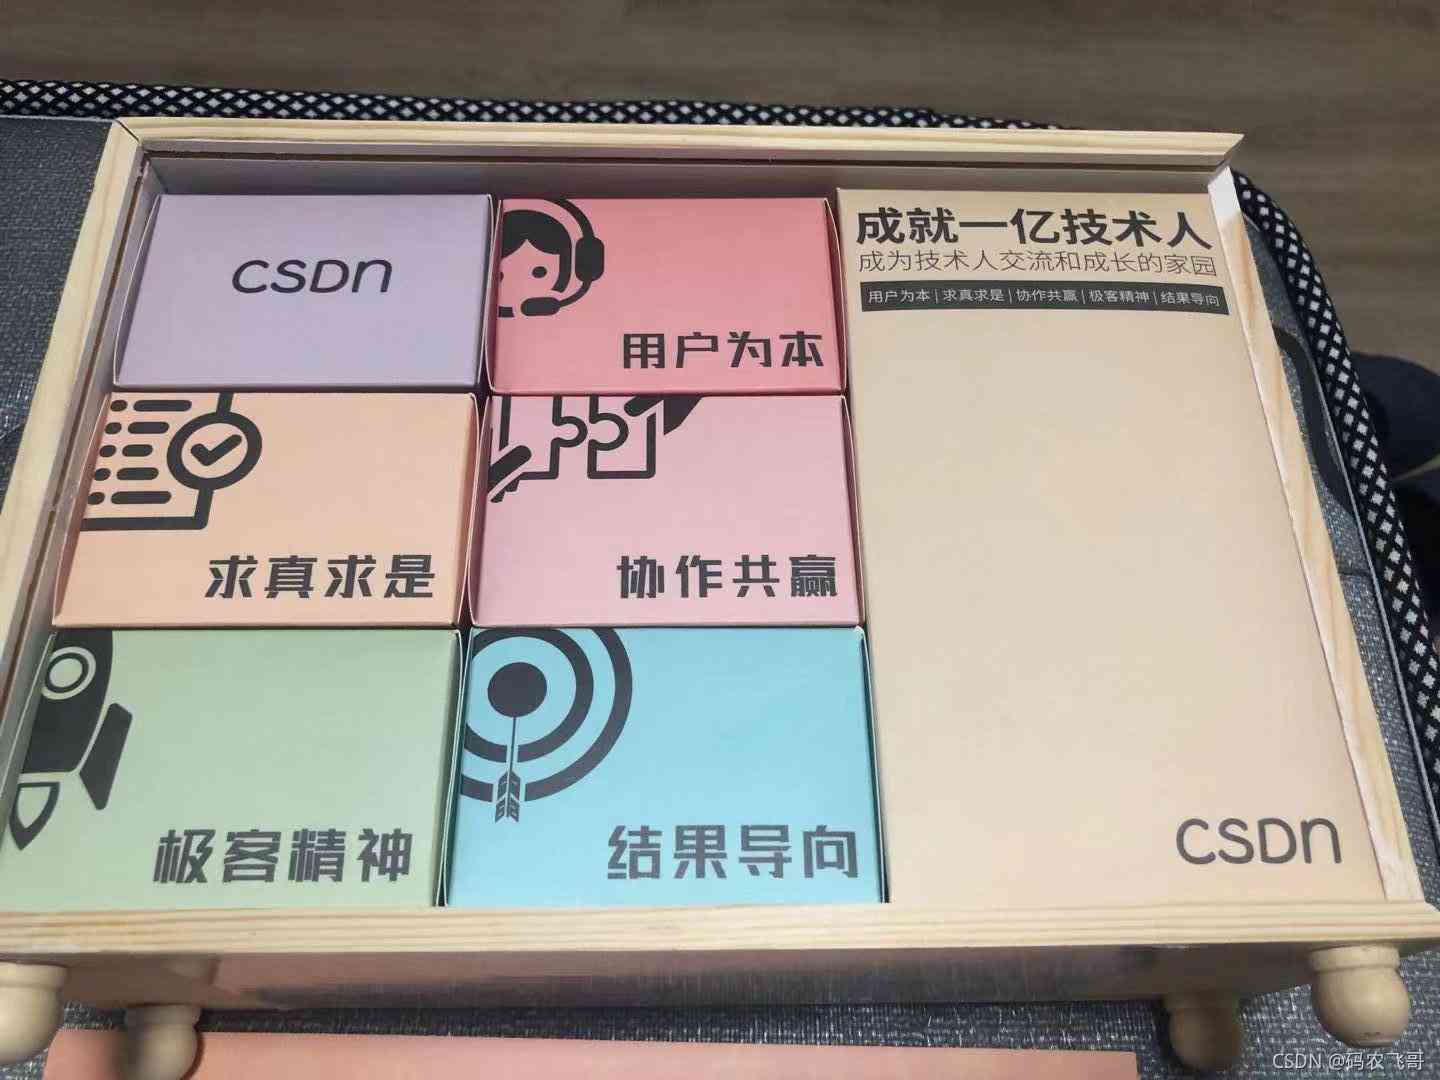 CSDN
用户为本
成就一亿技术人
成为技术人交流和成长的家园
用户为本|求真求是|协作共赢|极客精神|结果导向
求真求是
协作共赢
极客精神
结果导向
CSDN
CSDN @码农飞哥